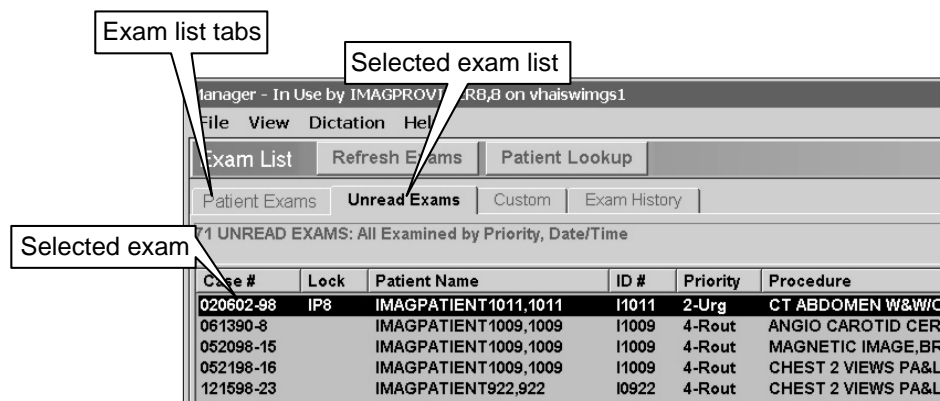 Exam list tabs
Selected exam list
Manager - In Use by IMAGPROVIDER8,8 on vhaiswimgs1
File View Dictation Help
Exam List Refresh Exams Patient Lookup
Patient Exams Unread Exams Custom Exam History
71 UNREAD EXAMS: All Examined by Priority, Date/Time
Selected exam
Case # Lock Patient Name ID # Priority Procedure
020602-98 IP8 IMAGPATIENT1011,1011 I1011 2-Urg CT ABDOMEN W&W/O
061390-8 IMAGPATIENT1009,1009 I1009 4-Rout ANGIO CAROTID CER
052098-15 IMAGPATIENT1009,1009 I1009 4-Rout MAGNETIC IMAGE,BR
052198-16 IMAGPATIENT1009,1009 I1009 4-Rout CHEST 2 VIEWS PA&L
121598-23 IMAGPATIENT922,922 I0922 4-Rout CHEST 2 VIEWS PA&L